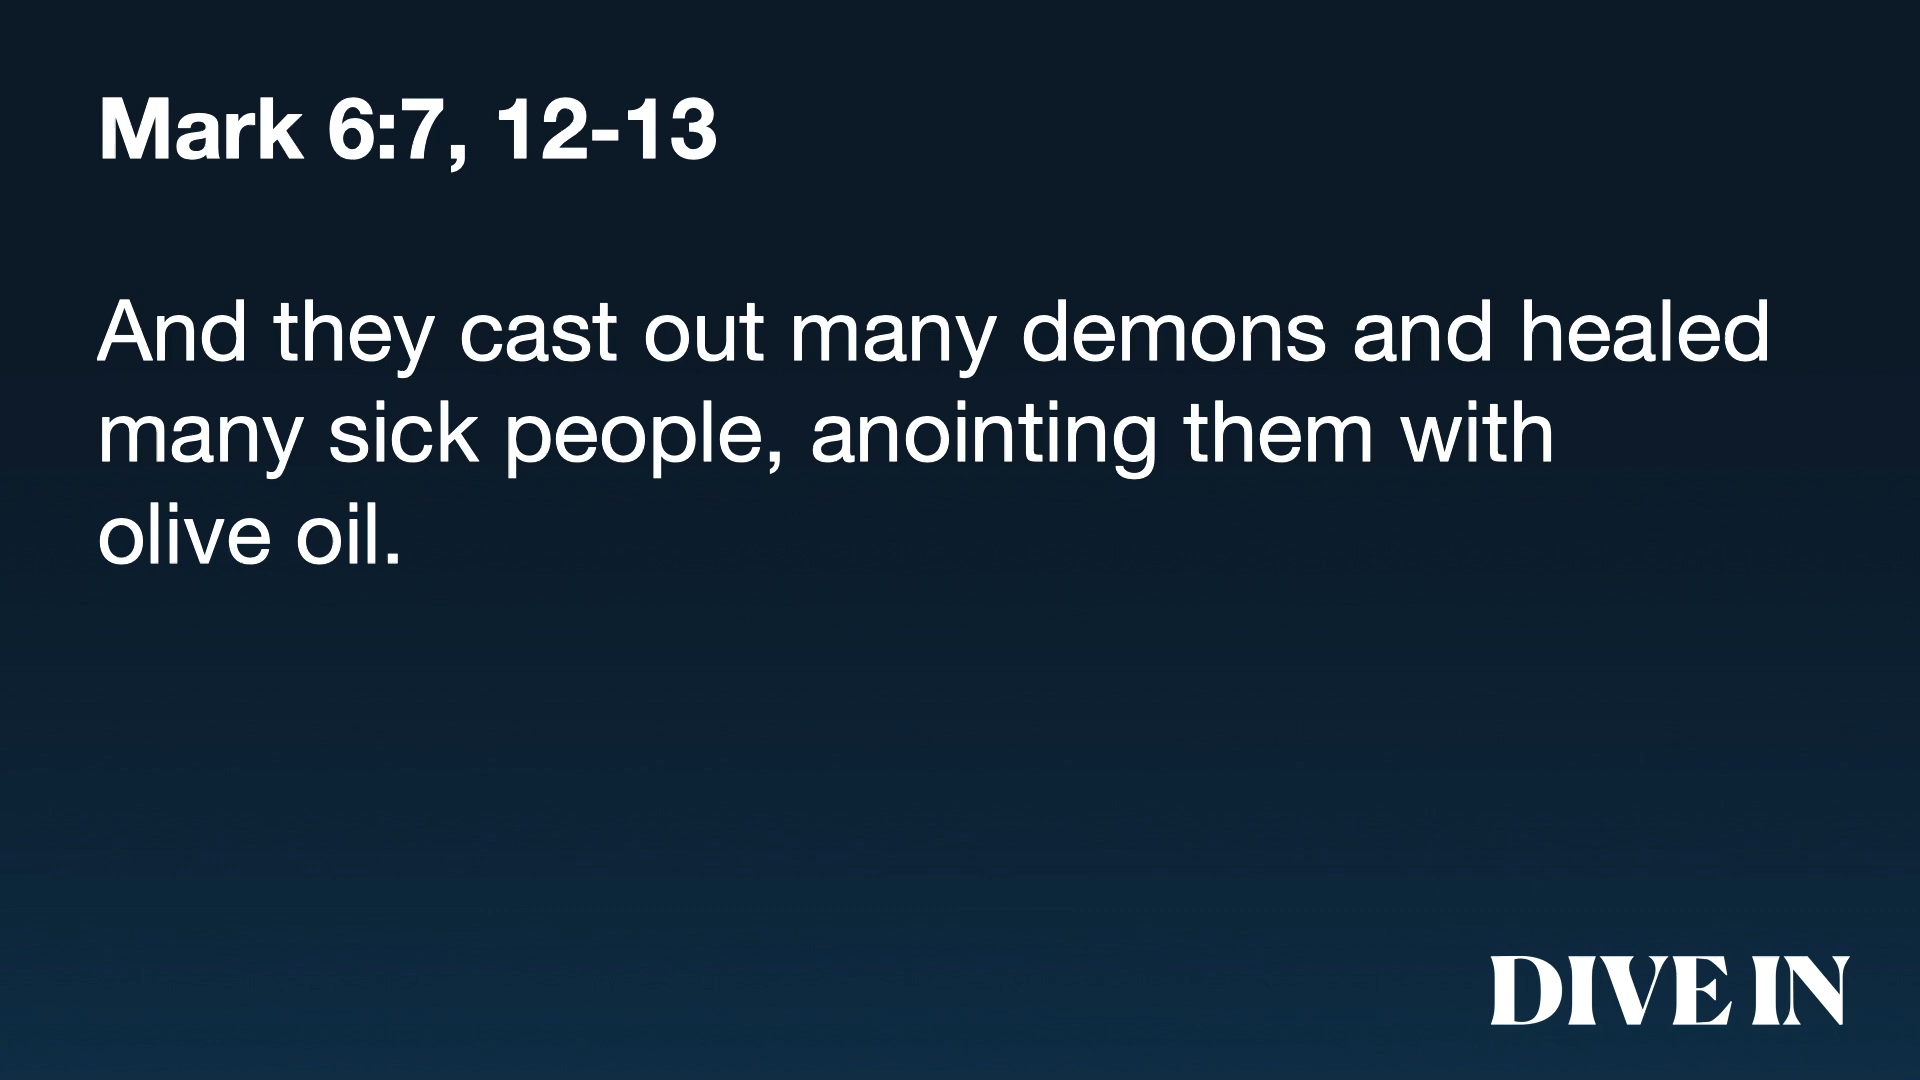 Mark 6:7, 12-13
And they cast out many demons and healed
many sick people, anointing them with
olive oil.
DIVE IN